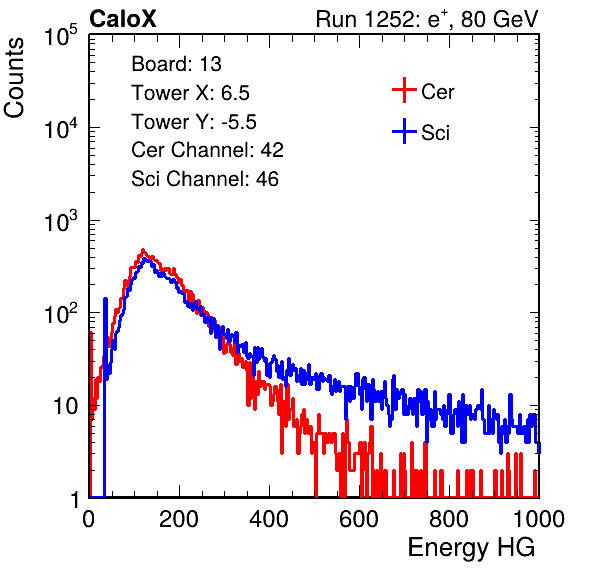 CaloX Run 1252: e⁺, 80 GeV
Counts
10⁵
10⁴
10³
10²
10
1
Board: 13
Tower X: 6.5
Tower Y: -5.5
Cer Channel: 42
Sci Channel: 46
Cer
Sci
0 200 400 600 800 1000
Energy HG